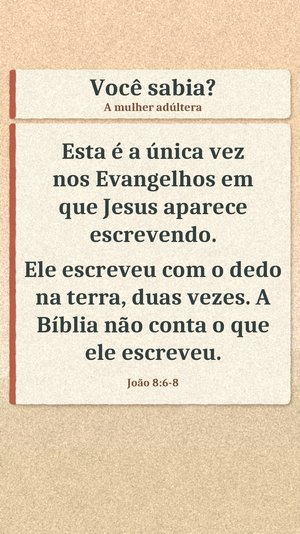 Você sabia?
A mulher adúltera
Esta é a única vez
nos Evangelhos em
que Jesus aparece
escrevendo.
Ele escreveu com o dedo
na terra, duas vezes. A
Bíblia não conta o que
ele escreveu.
João 8:6-8